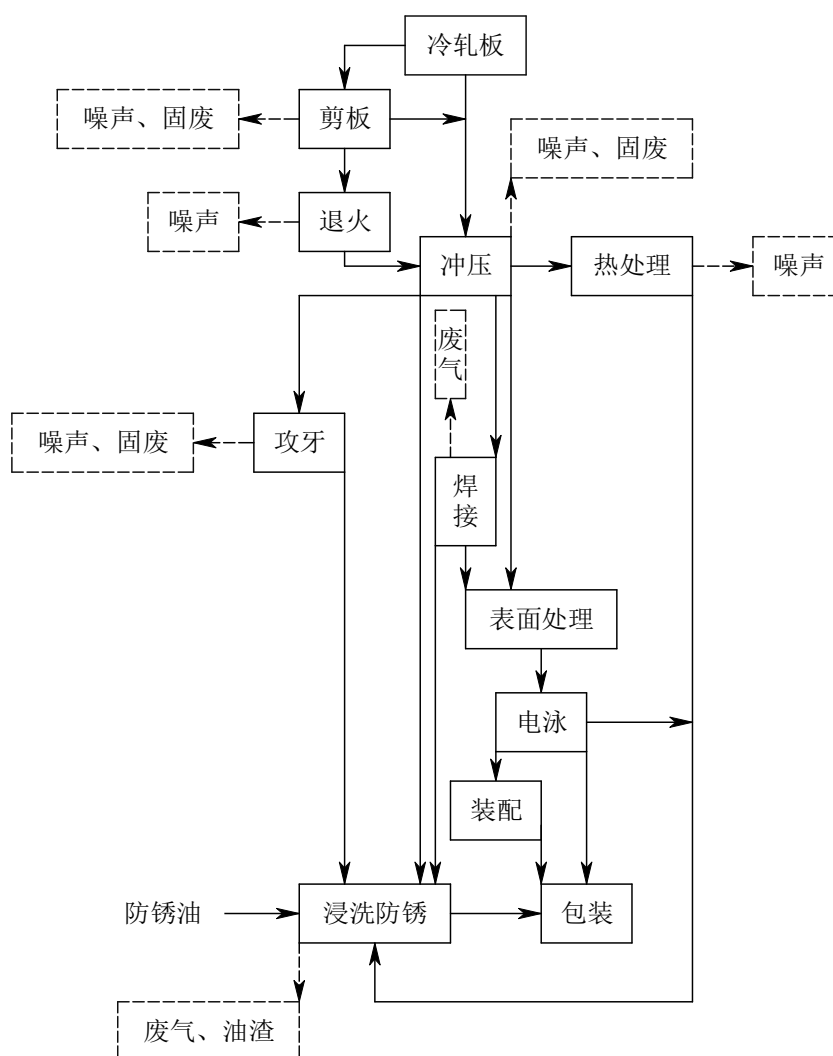 冷轧板
噪声、固废
剪板
噪声、固废
噪声
退火
冲压
热处理
噪声
废
气
噪声、固废
攻牙
焊
接
表面处理
电泳
装配
防锈油
浸洗防锈
包装
废气、油渣